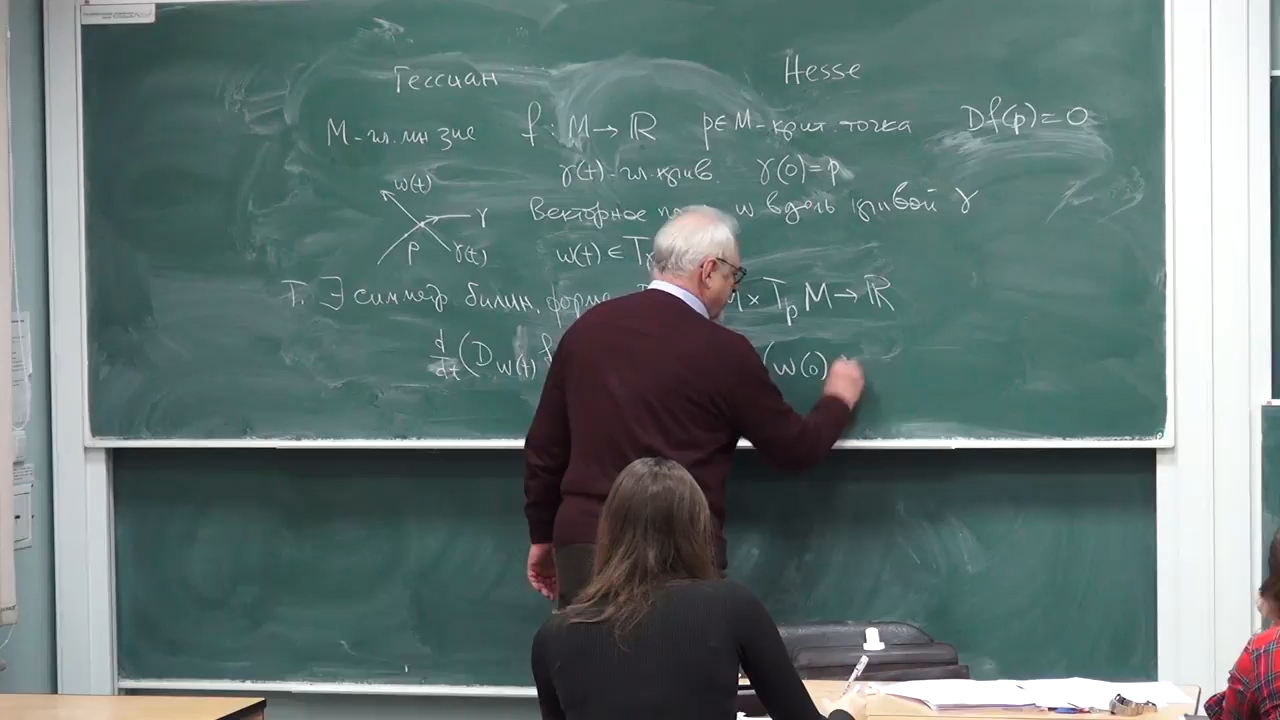 Гессиан Hesse
M - гл. мн-зие f : M → ℝ p ∈ M - крит. точка Df(p) = 0
γ(t) - гл. крив. γ(0) = p
w(t) γ Векторное w вдоль кривой γ
p γ(t) w(t) ∈ T
T. ∃ симметр билин. форма × T_p M → ℝ
d/dt (D_w(t) f (w(0)